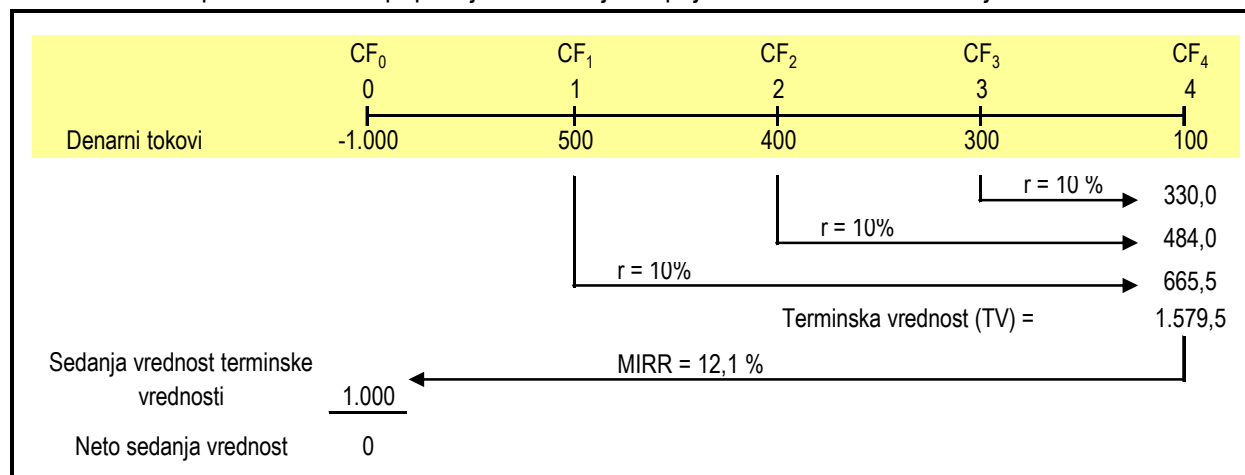 CF₀ CF₁ CF₂ CF₃ CF₄
0 1 2 3 4
Denarni tokovi -1.000 500 400 300 100
r = 10 % 330,0
r = 10% 484,0
r = 10% 665,5
Terminska vrednost (TV) = 1.579,5
Sedanja vrednost terminske
vrednosti 1.000
MIRR = 12,1 %
Neto sedanja vrednost 0